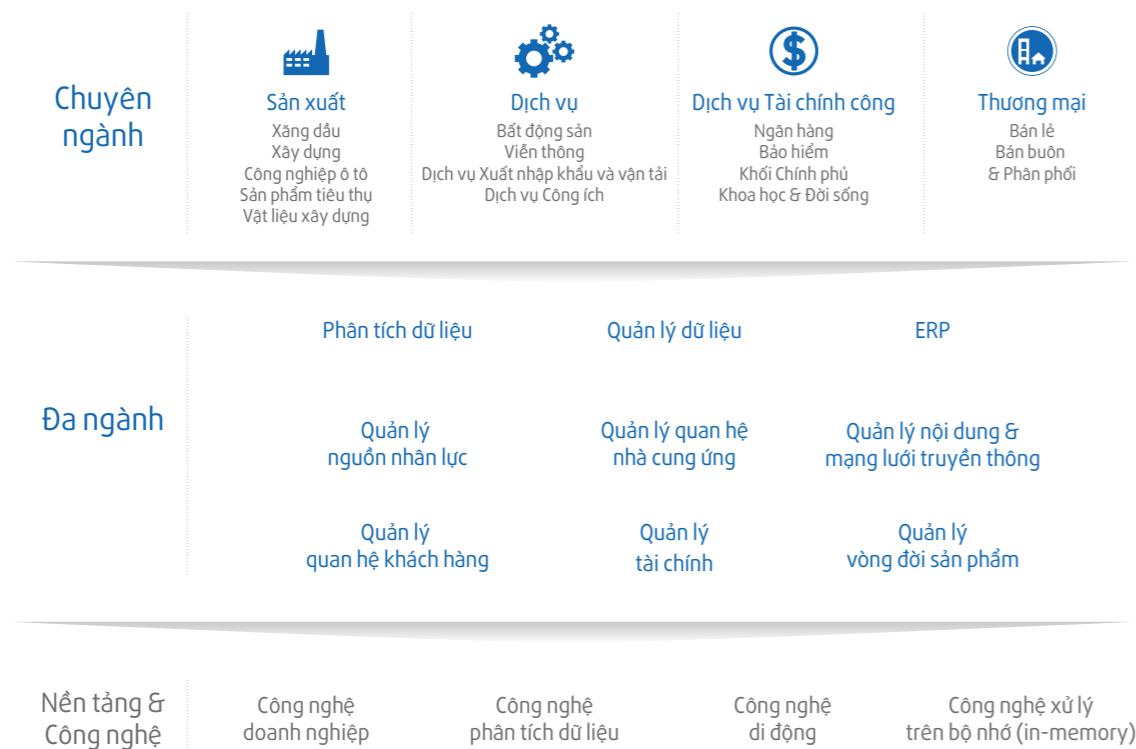 Chuyên
ngành
Sản xuất
Xăng dầu
Xây dựng
Công nghiệp ô tô
Sản phẩm tiêu thụ
Vật liệu xây dựng
Dịch vụ
Bất động sản
Viễn thông
Dịch vụ Xuất nhập khẩu và vận tải
Dịch vụ Công ích
Dịch vụ Tài chính công
Ngân hàng
Bảo hiểm
Khối Chính phủ
Khoa học & Đời sống
Thương mại
Bán lẻ
Bán buôn
& Phân phối
Đa ngành
Phân tích dữ liệu
Quản lý dữ liệu
ERP
Quản lý
nguồn nhân lực
Quản lý quan hệ
nhà cung ứng
Quản lý nội dung &
mạng lưới truyền thông
Quản lý
quan hệ khách hàng
Quản lý
tài chính
Quản lý
vòng đời sản phẩm
Nền tảng &
Công nghệ
Công nghệ
doanh nghiệp
Công nghệ
phân tích dữ liệu
Công nghệ
di động
Công nghệ xử lý
trên bộ nhớ (in-memory)